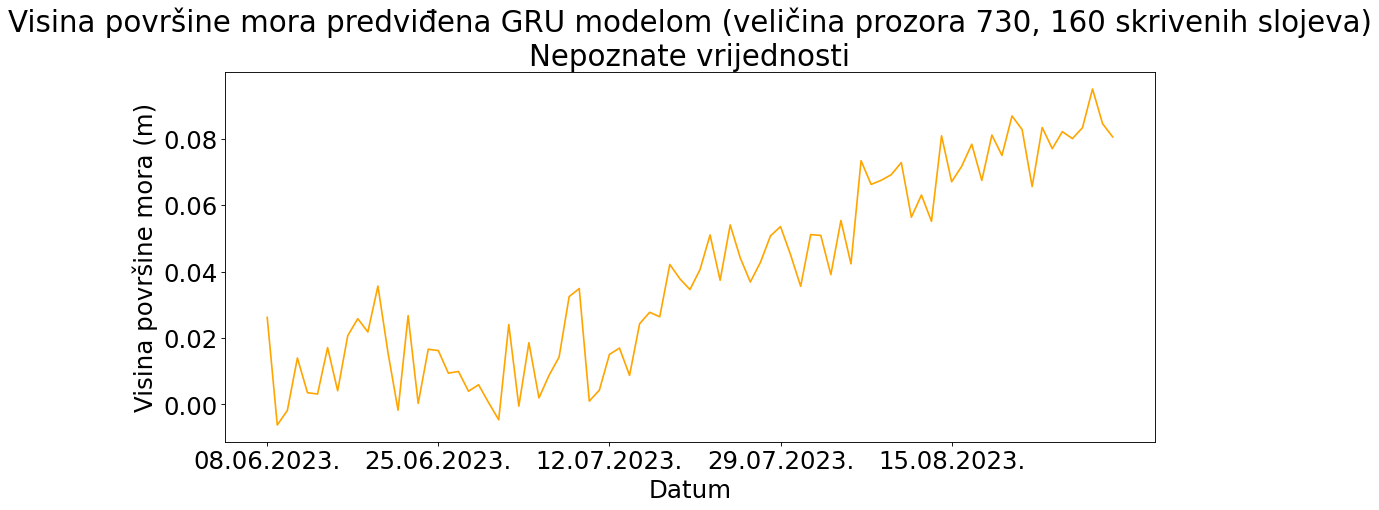 Visina površine mora predviđena GRU modelom (veličina prozora 730, 160 skrivenih slojeva)
Nepoznate vrijednosti
Visina površine mora (m)
0.08
0.06
0.04
0.02
0.00
08.06.2023. 25.06.2023. 12.07.2023. 29.07.2023. 15.08.2023.
Datum